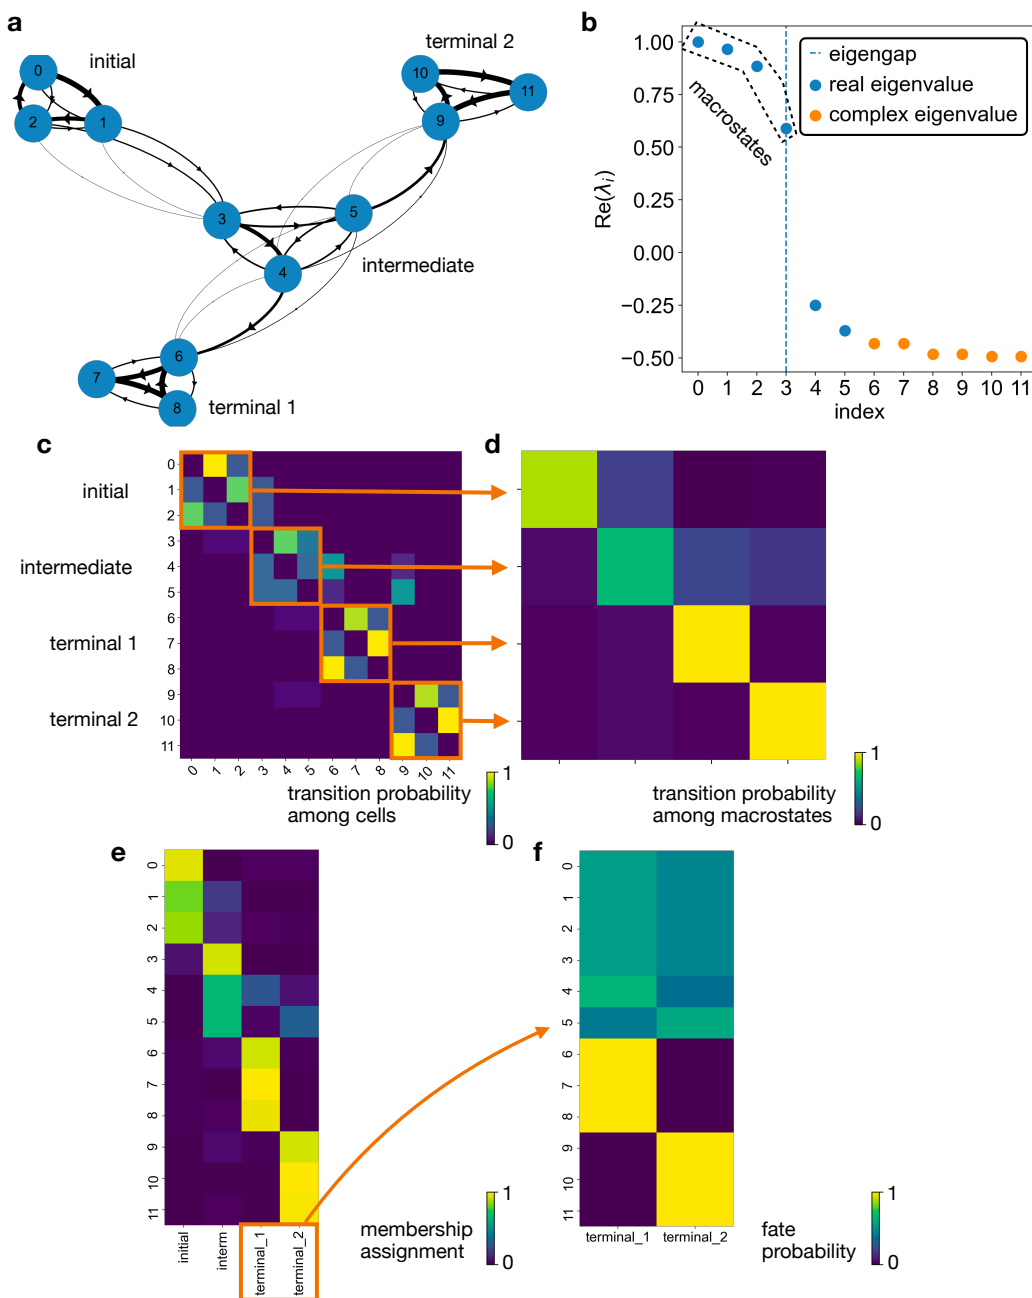 a
initial
0
1
2
3
4
5
intermediate
6
7
8
terminal 1
9
10
11
terminal 2
b
1.00
0.75
0.50
0.25
0.00
−0.25
−0.50
Re(λi)
macrostates
eigengap
real eigenvalue
complex eigenvalue
0 1 2 3 4 5 6 7 8 9 10 11
index
c
initial
intermediate
terminal 1
terminal 2
0
1
2
3
4
5
6
7
8
9
10
11
0 1 2 3 4 5 6 7 8 9 10 11
transition probability
among cells
1
0
d
transition probability
among macrostates
1
0
e
0
1
2
3
4
5
6
7
8
9
10
11
initial
interm
terminal_1
terminal_2
membership
assignment
1
0
f
0
1
2
3
4
5
6
7
8
9
10
11
terminal_1 terminal_2
fate
probability
1
0